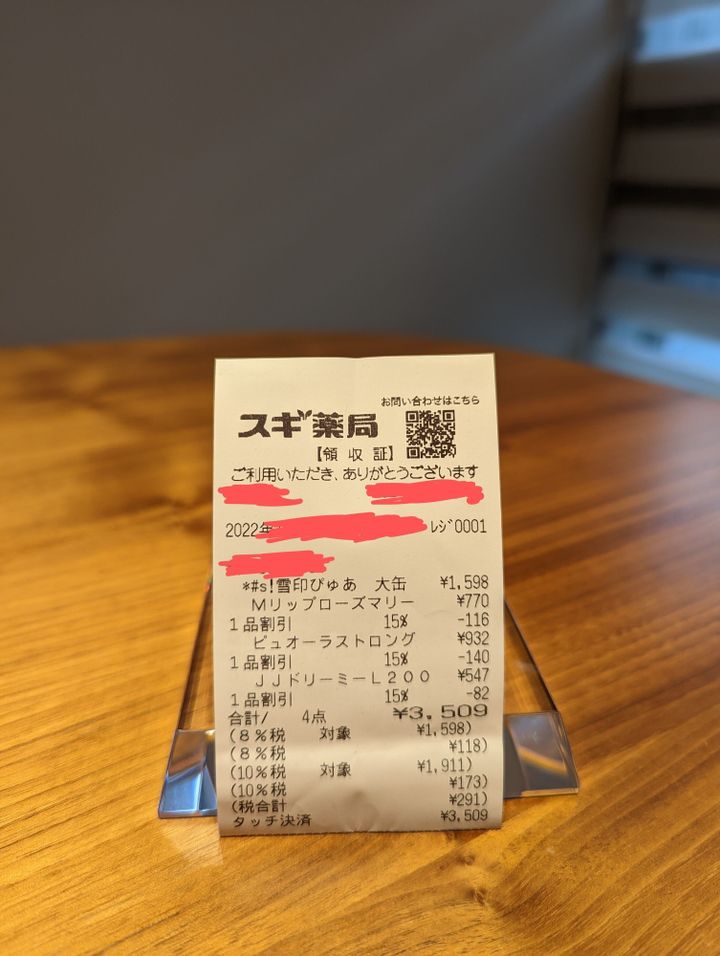 お問い合わせはこちら
スギ薬局
【領 収 証】
ご利用いただき、ありがとうございます
2022年 ﾚｼﾞ0001
*#s!雪印ぴゅあ 大缶 ¥1,598
Mリップローズマリー ¥770
1品割引 15% -116
ピュオーラストロング ¥932
1品割引 15% -140
JJドリーミーL200 ¥547
1品割引 15% -82
合計/ 4点 ¥3,509
(8%税 対象 ¥1,598)
(8%税 ¥118)
(10%税 対象 ¥1,911)
(10%税 ¥173)
(税合計 ¥291)
タッチ決済 ¥3,509